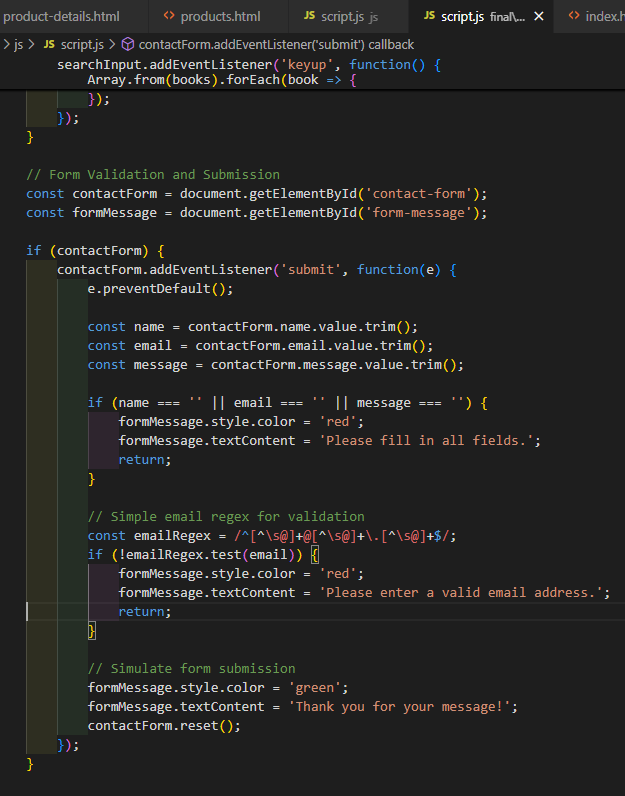 product-details.html <> products.html JS script.js js JS script.js final\... × <> index.h
> js > JS script.js > contactForm.addEventListener('submit') callback
searchInput.addEventListener('keyup', function() {
Array.from(books).forEach(book => {
});
});
}
// Form Validation and Submission
const contactForm = document.getElementById('contact-form');
const formMessage = document.getElementById('form-message');
if (contactForm) {
contactForm.addEventListener('submit', function(e) {
e.preventDefault();
const name = contactForm.name.value.trim();
const email = contactForm.email.value.trim();
const message = contactForm.message.value.trim();
if (name === '' || email === '' || message === '') {
formMessage.style.color = 'red';
formMessage.textContent = 'Please fill in all fields.';
return;
}
// Simple email regex for validation
const emailRegex = /^[^\s@]+@[^\s@]+\.[^\s@]+$/;
if (!emailRegex.test(email)) {
formMessage.style.color = 'red';
formMessage.textContent = 'Please enter a valid email address.';
return;
}
// Simulate form submission
formMessage.style.color = 'green';
formMessage.textContent = 'Thank you for your message!';
contactForm.reset();
});
}